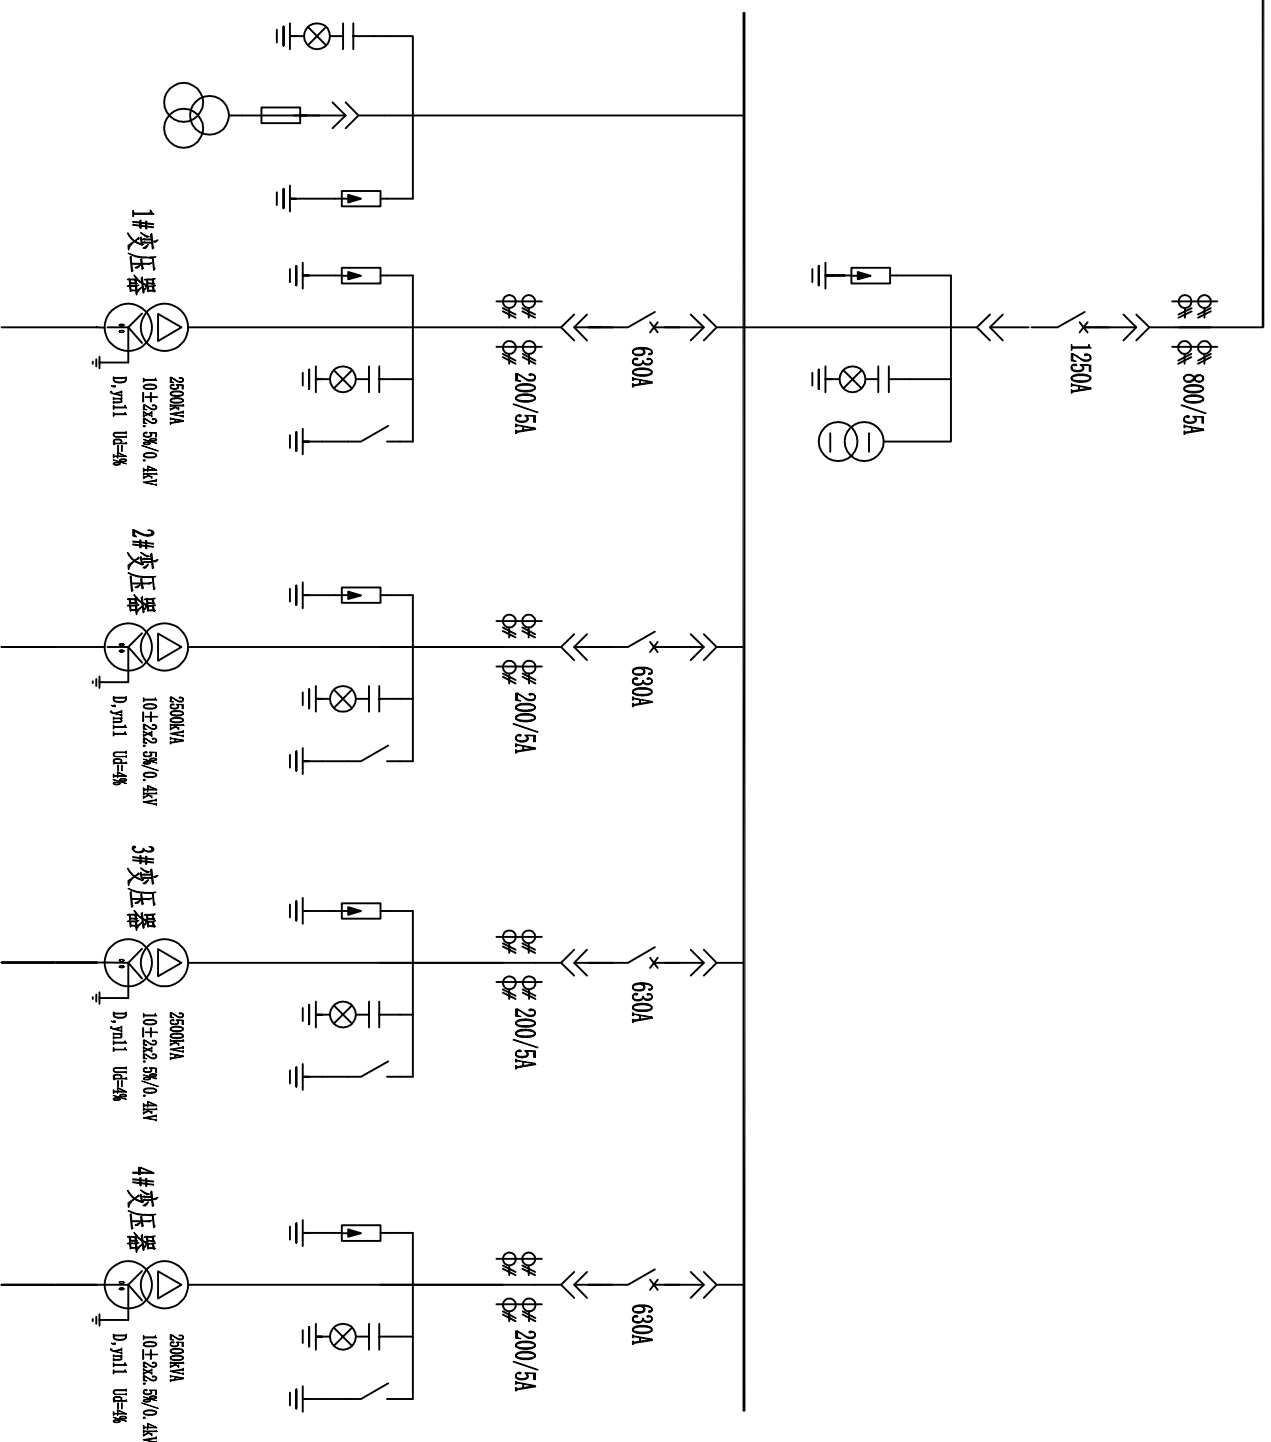 800/5A
1250A
630A
200/5A
1#变压器
2500kVA
10±2x2.5%/0.4kV
D,yn11 Ud=4%
630A
200/5A
2#变压器
2500kVA
10±2x2.5%/0.4kV
D,yn11 Ud=4%
630A
200/5A
3#变压器
2500kVA
10±2x2.5%/0.4kV
D,yn11 Ud=4%
630A
200/5A
4#变压器
2500kVA
10±2x2.5%/0.4kV
D,yn11 Ud=4%